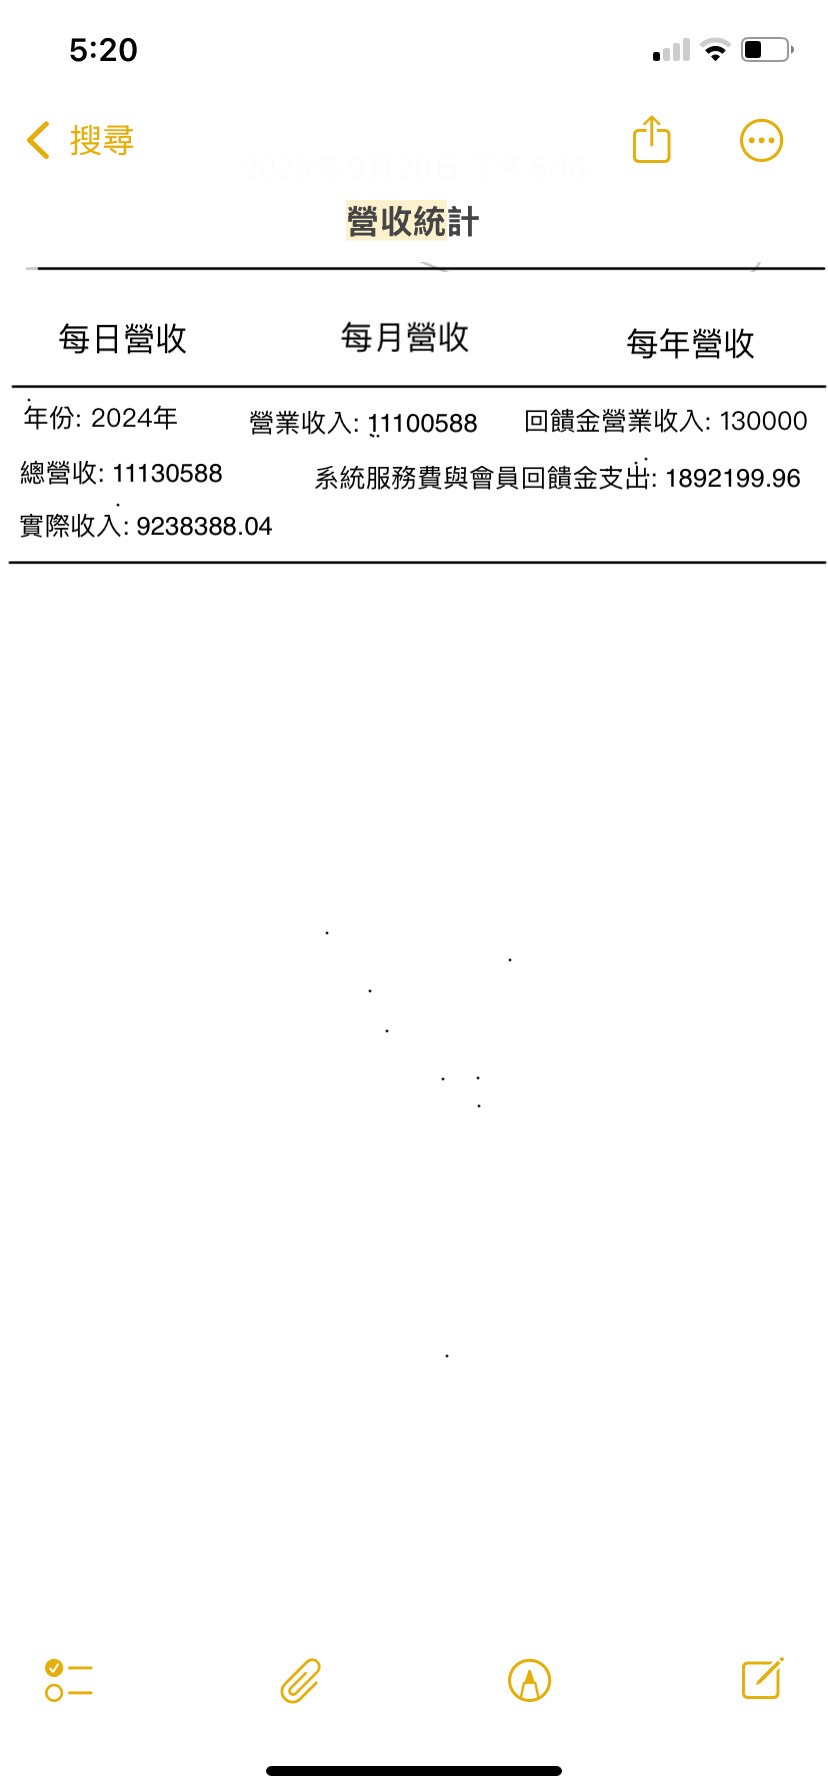 5:20
搜尋
2025年9月20日 下午5:16
營收統計
每日營收 每月營收 每年營收
年份: 2024年 營業收入: 11100588 回饋金營業收入: 130000
總營收: 11130588 系統服務費與會員回饋金支出: 1892199.96
實際收入: 9238388.04